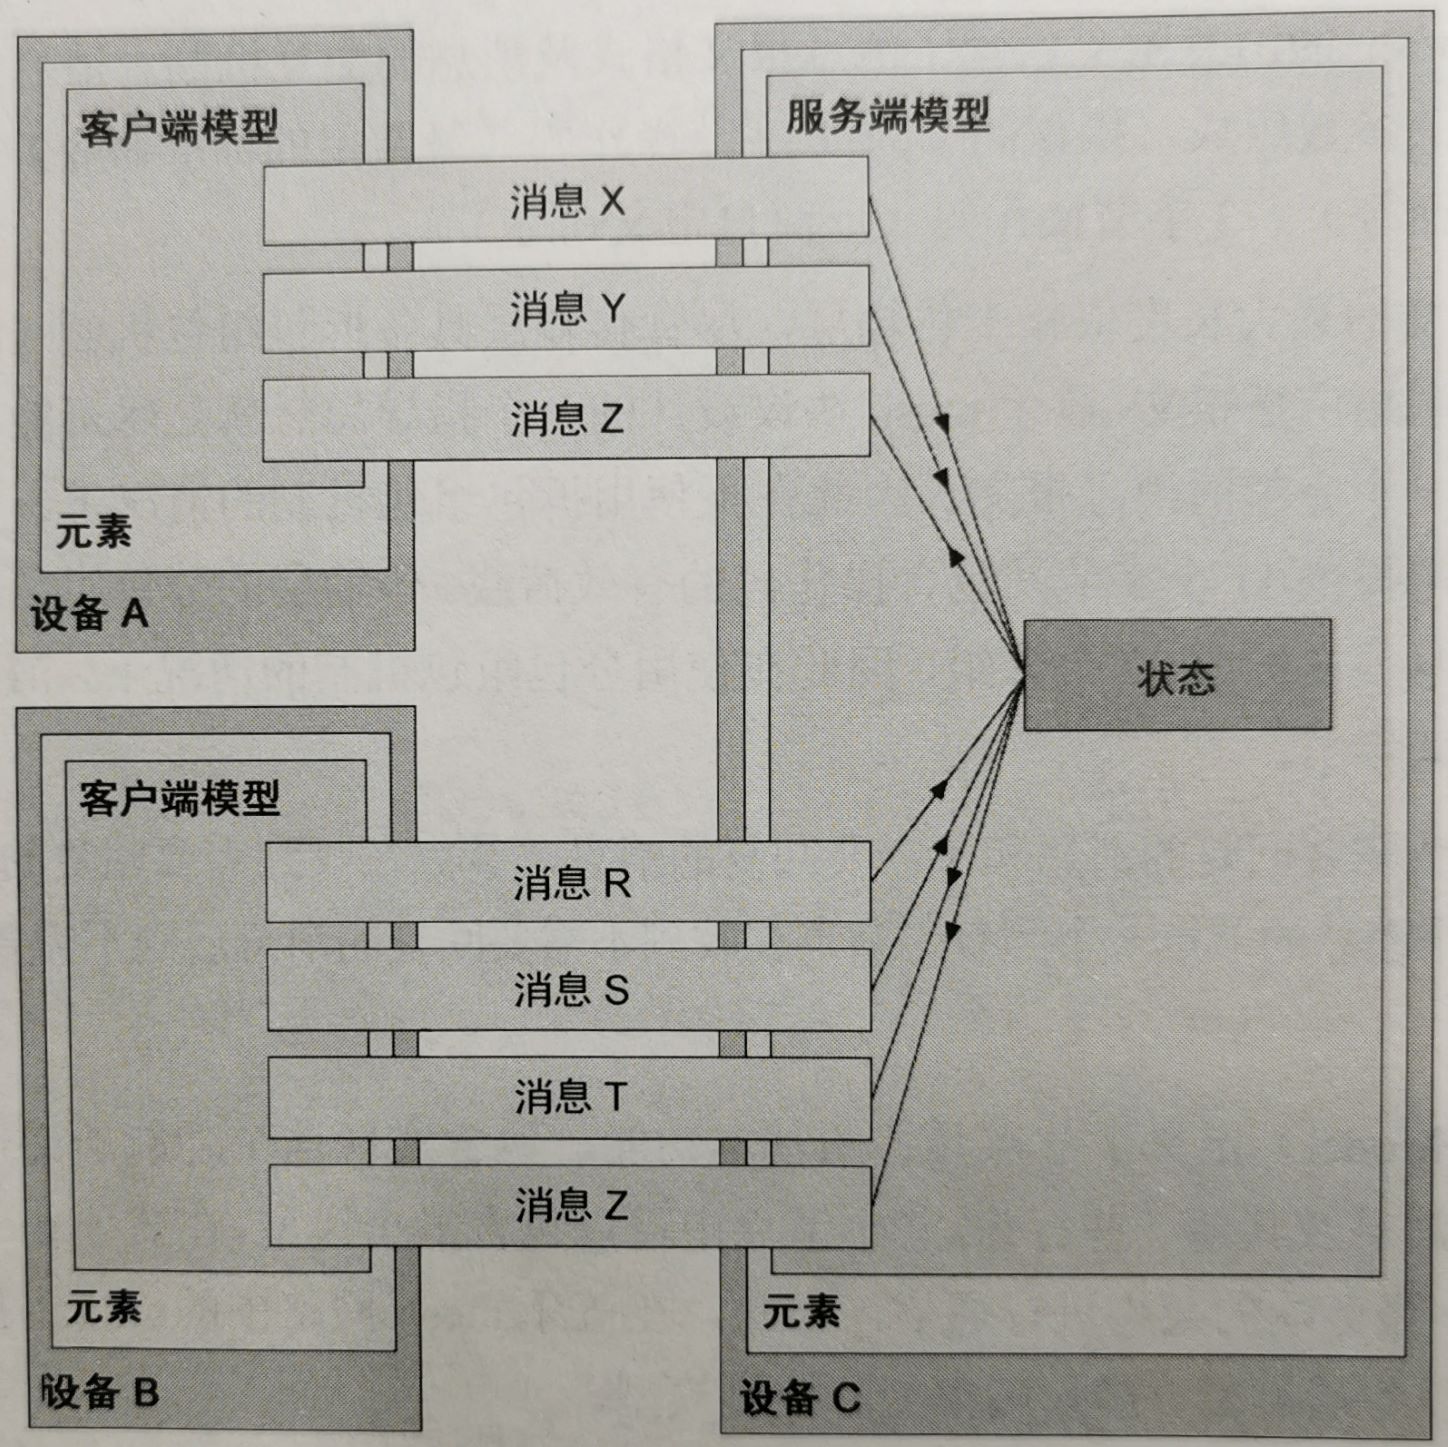 客户端模型
消息 X
消息 Y
消息 Z
元素
设备 A
客户端模型
消息 R
消息 S
消息 T
消息 Z
元素
设备 B
服务端模型
状态
元素
设备 C